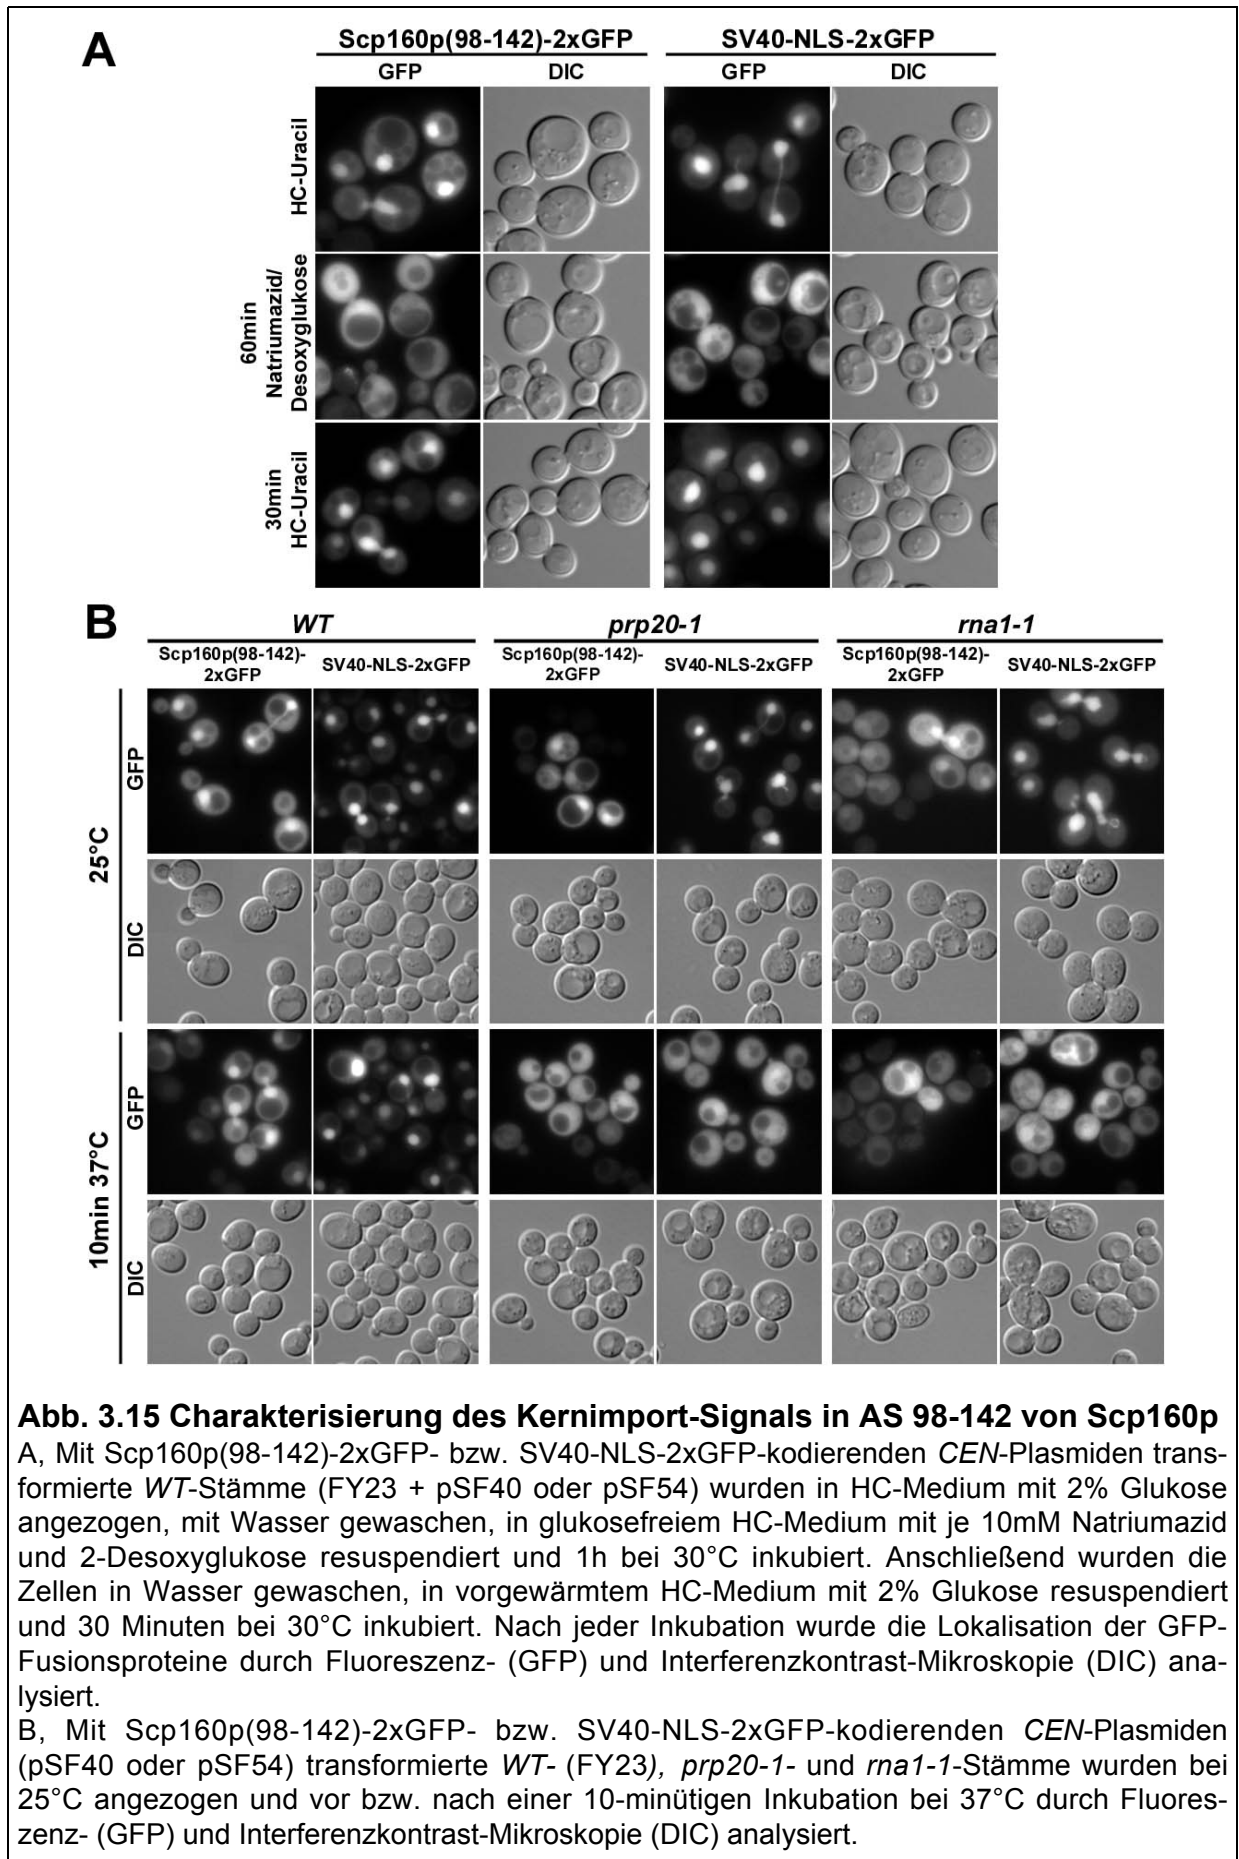 A
Scp160p(98-142)-2xGFP SV40-NLS-2xGFP
GFP DIC GFP DIC
HC-Uracil
60min
Natriumazid/
Desoxyglukose
30min
HC-Uracil
B
WT prp20-1 rna1-1
Scp160p(98-142)-
2xGFP
SV40-NLS-2xGFP
Scp160p(98-142)-
2xGFP
SV40-NLS-2xGFP
Scp160p(98-142)-
2xGFP
SV40-NLS-2xGFP
25°C
GFP
DIC
10min 37°C
GFP
DIC
Abb. 3.15 Charakterisierung des Kernimport-Signals in AS 98-142 von Scp160p
A, Mit Scp160p(98-142)-2xGFP- bzw. SV40-NLS-2xGFP-kodierenden CEN-Plasmiden trans-
formierte WT-Stämme (FY23 + pSF40 oder pSF54) wurden in HC-Medium mit 2% Glukose
angezogen, mit Wasser gewaschen, in glukosefreiem HC-Medium mit je 10mM Natriumazid
und 2-Desoxyglukose resuspendiert und 1h bei 30°C inkubiert. Anschließend wurden die
Zellen in Wasser gewaschen, in vorgewärmtem HC-Medium mit 2% Glukose resuspendiert
und 30 Minuten bei 30°C inkubiert. Nach jeder Inkubation wurde die Lokalisation der GFP-
Fusionsproteine durch Fluoreszenz- (GFP) und Interferenzkontrast-Mikroskopie (DIC) ana-
lysiert.
B, Mit Scp160p(98-142)-2xGFP- bzw. SV40-NLS-2xGFP-kodierenden CEN-Plasmiden
(pSF40 oder pSF54) transformierte WT- (FY23), prp20-1- und rna1-1-Stämme wurden bei
25°C angezogen und vor bzw. nach einer 10-minütigen Inkubation bei 37°C durch Fluores-
zenz- (GFP) und Interferenzkontrast-Mikroskopie (DIC) analysiert.